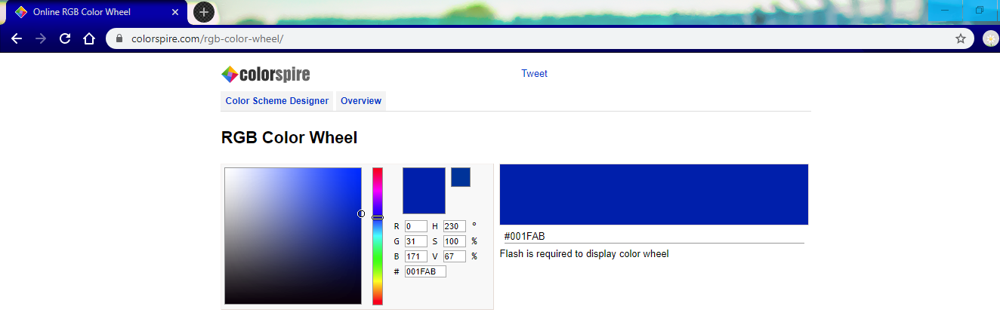 Online RGB Color Wheel
colorspire.com/rgb-color-wheel/
colorspire
Tweet
Color Scheme Designer Overview
RGB Color Wheel
R 0 H 230 °
G 31 S 100 %
B 171 V 67 %
# 001FAB
#001FAB
Flash is required to display color wheel